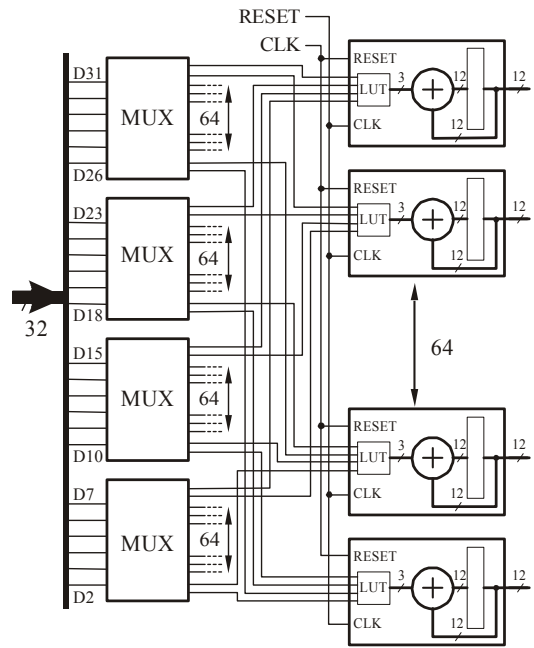 RESET
CLK
D31
MUX
64
D26
D23
MUX
64
D18
32
D15
MUX
64
D10
D7
MUX
64
D2
RESET
LUT
3
12
12
12
CLK
RESET
LUT
3
12
12
12
CLK
64
RESET
LUT
3
12
12
12
CLK
RESET
LUT
3
12
12
12
CLK